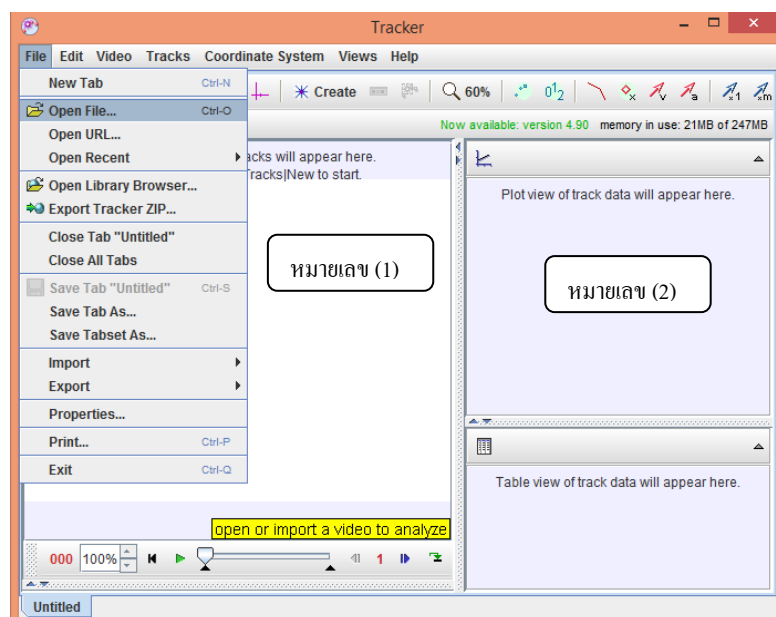 Tracker
File Edit Video Tracks Coordinate System Views Help
New Tab Ctrl-N
Open File... Ctrl-O
Open URL...
Open Recent
Open Library Browser...
Export Tracker ZIP...
Close Tab "Untitled"
Close All Tabs
Save Tab "Untitled" Ctrl-S
Save Tab As...
Save Tabset As...
Import
Export
Properties...
Print... Ctrl-P
Exit Ctrl-Q
Create 60%
Now available: version 4.90 memory in use: 21MB of 247MB
acks will appear here.
Tracks|New to start.
หมายเลข (1)
Plot view of track data will appear here.
หมายเลข (2)
Table view of track data will appear here.
open or import a video to analyze
000 100% 1
Untitled